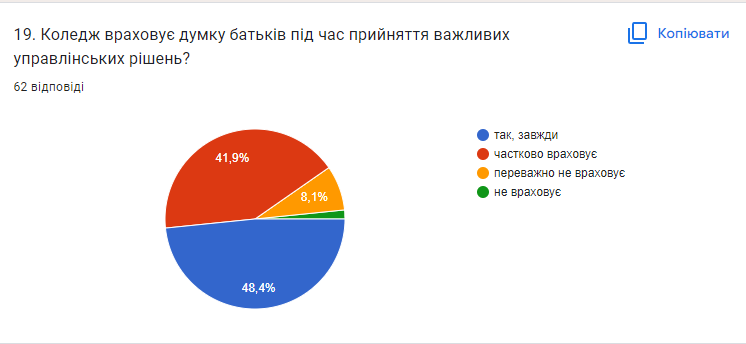 19. Коледж враховує думку батьків під час прийняття важливих
управлінських рішень?
Копіювати
62 відповіді
так, завжди
частково враховує
переважно не враховує
не враховує
41,9%
8,1%
48,4%